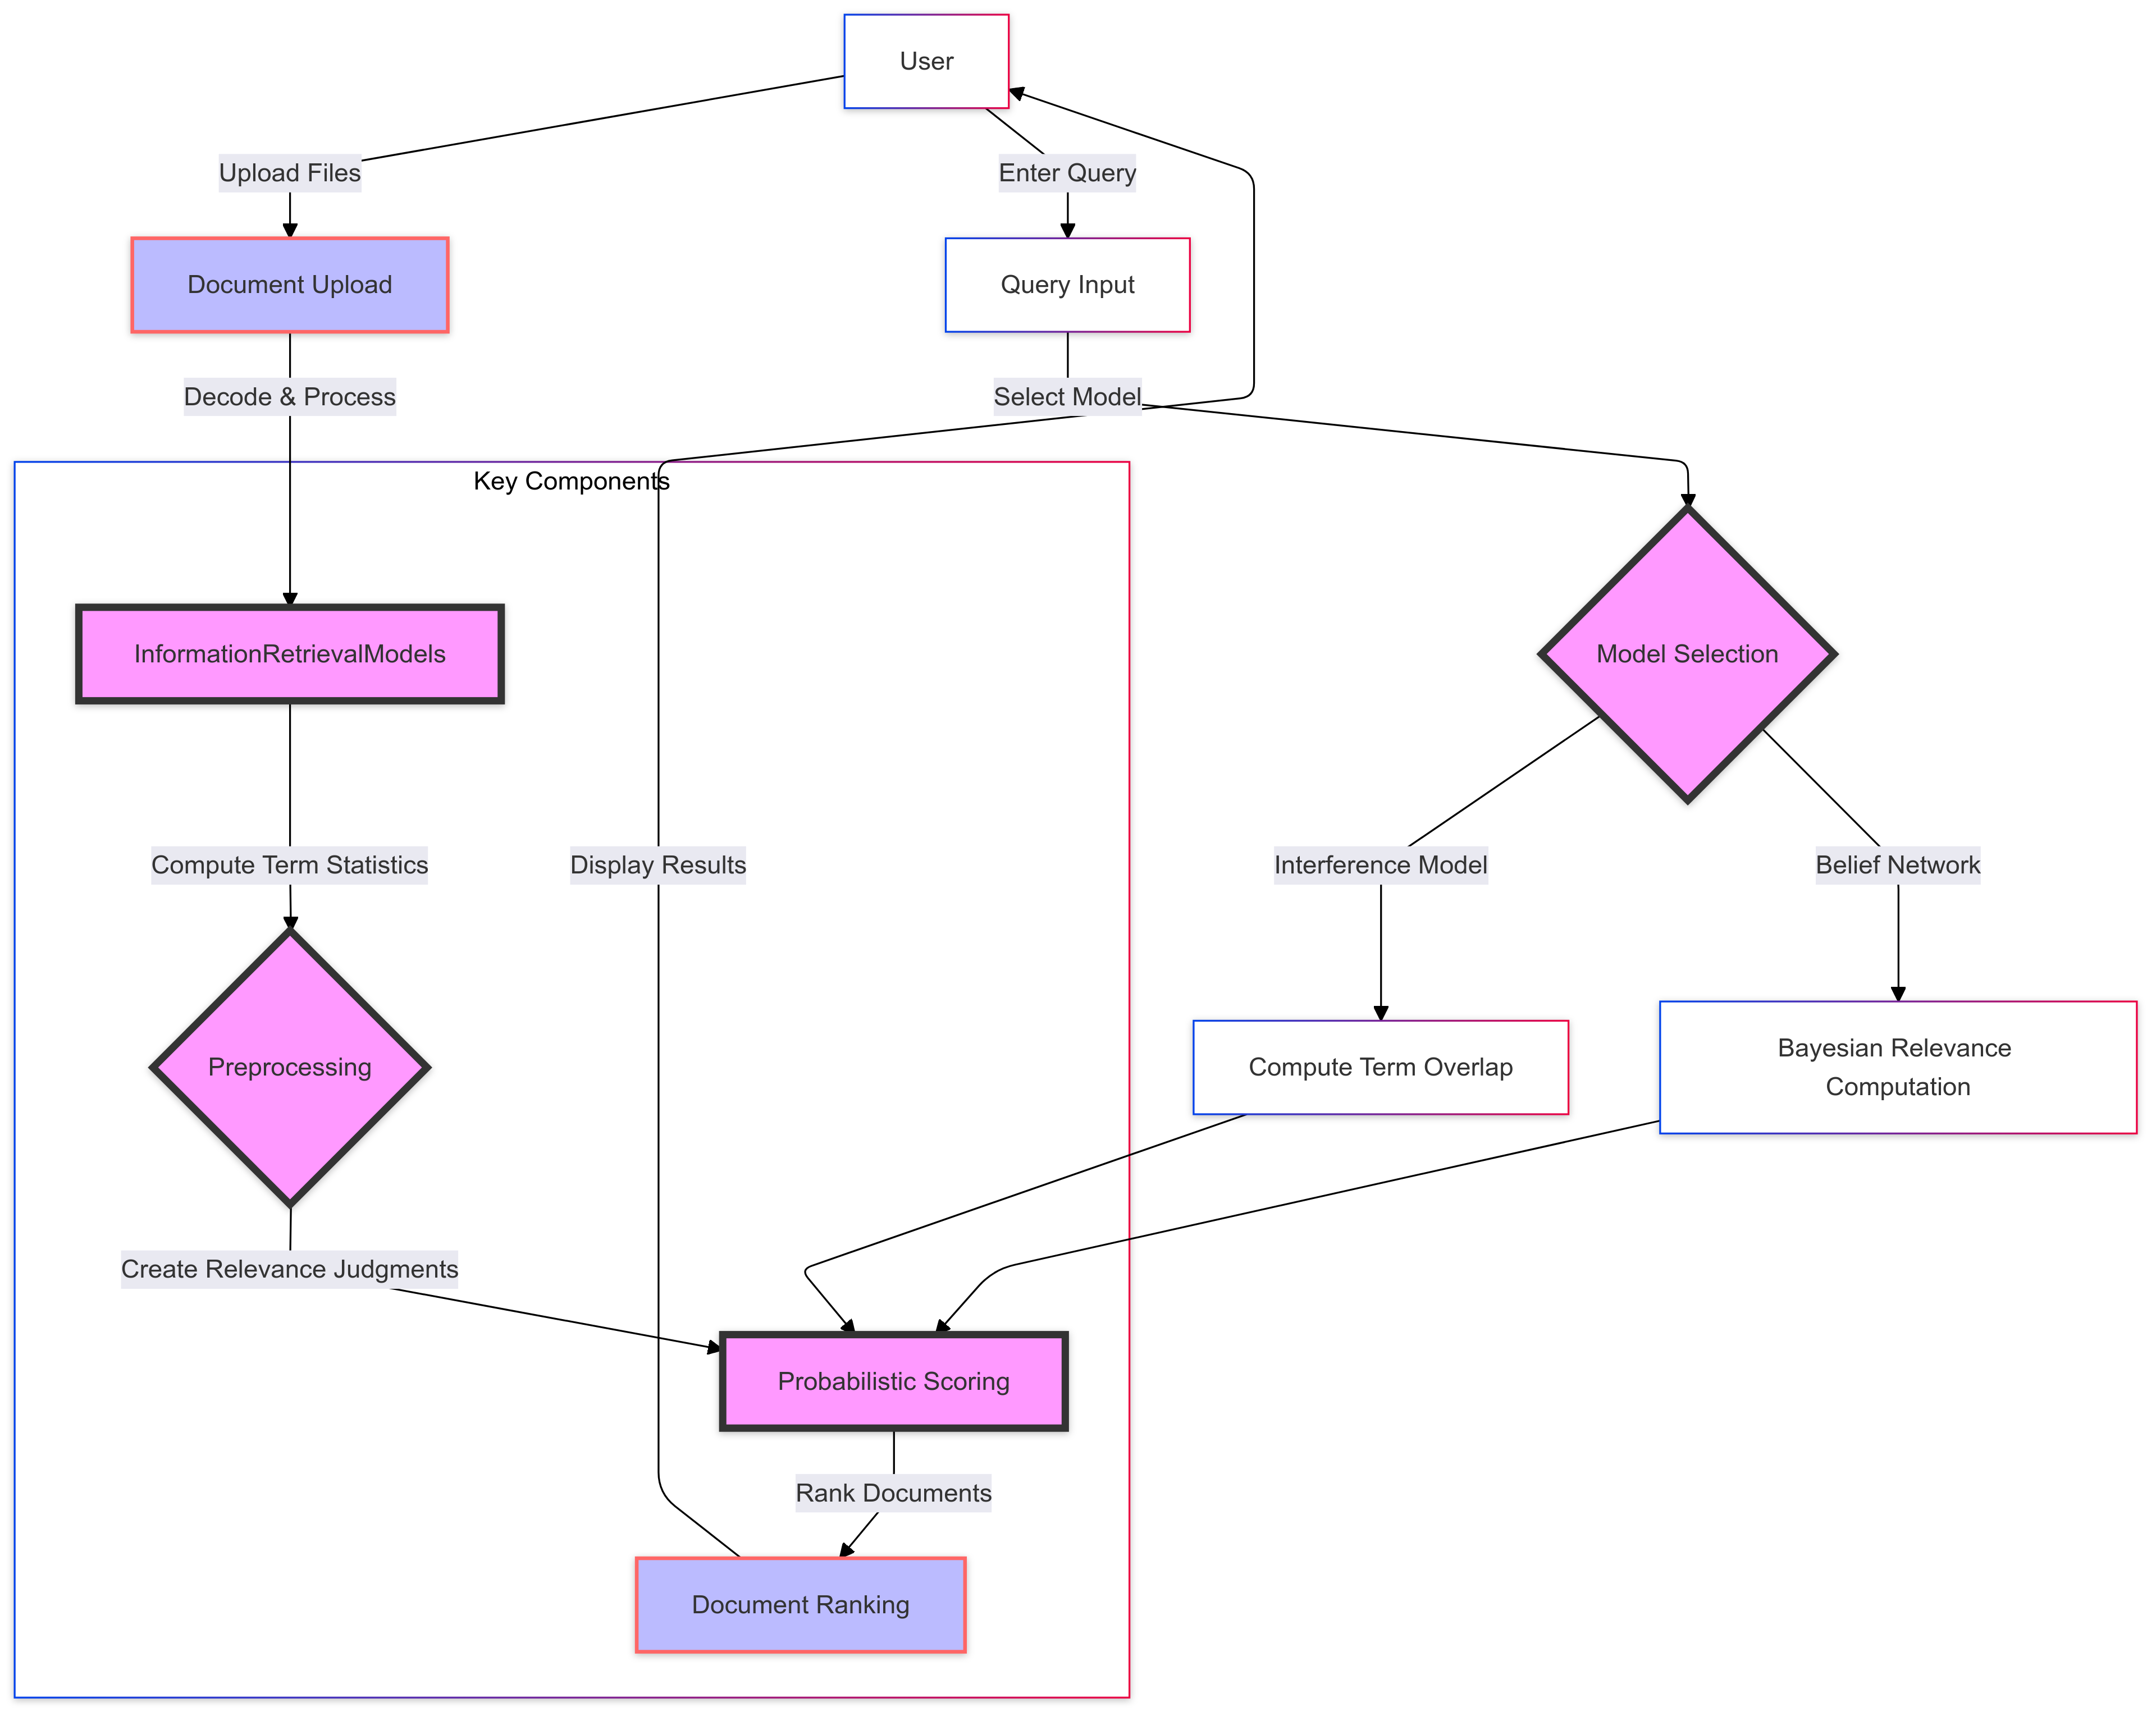 User
Upload Files
Enter Query
Document Upload
Query Input
Decode & Process
Select Model
Key Components
InformationRetrievalModels
Model Selection
Compute Term Statistics
Display Results
Interference Model
Belief Network
Preprocessing
Compute Term Overlap
Bayesian Relevance
Computation
Create Relevance Judgments
Probabilistic Scoring
Rank Documents
Document Ranking